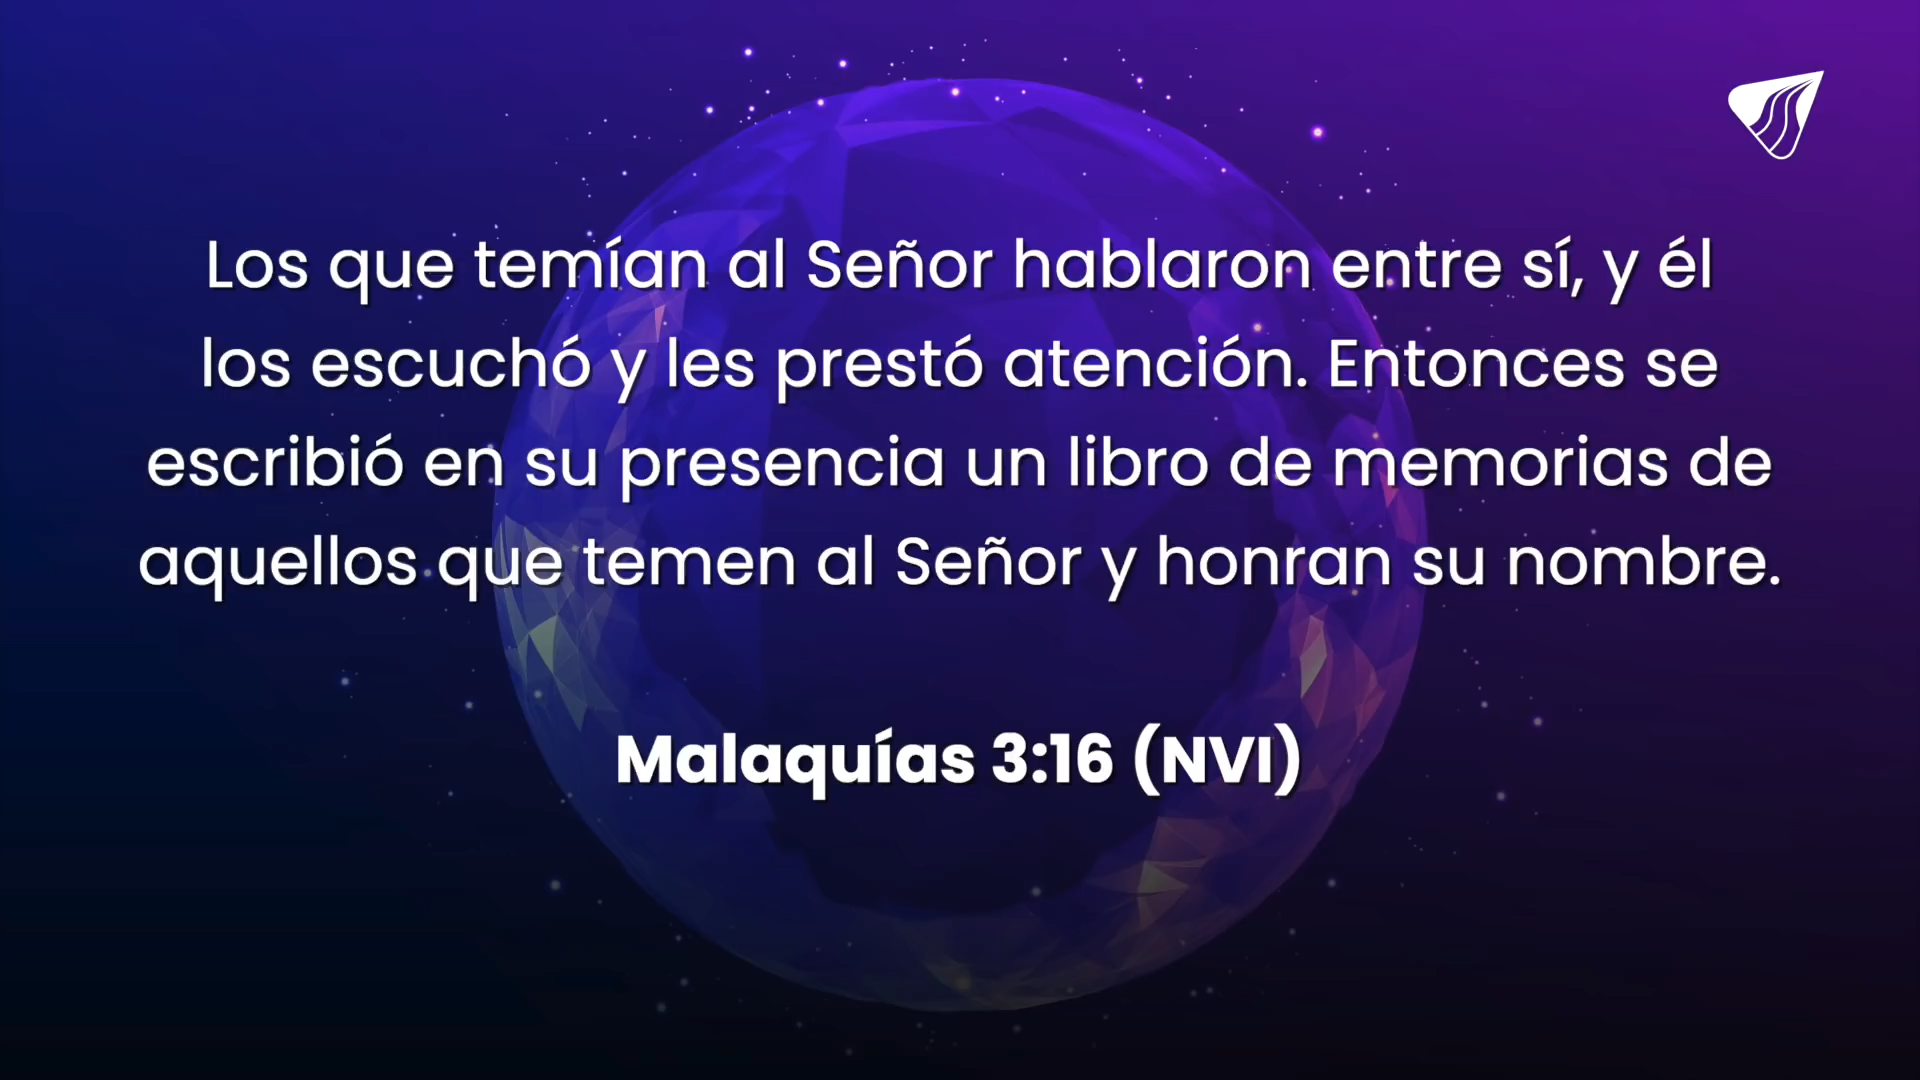 Los que temían al Señor hablaron entre sí, y él
los escuchó y les prestó atención. Entonces se
escribió en su presencia un libro de memorias de
aquellos que temen al Señor y honran su nombre.
Malaquías 3:16 (NVI)